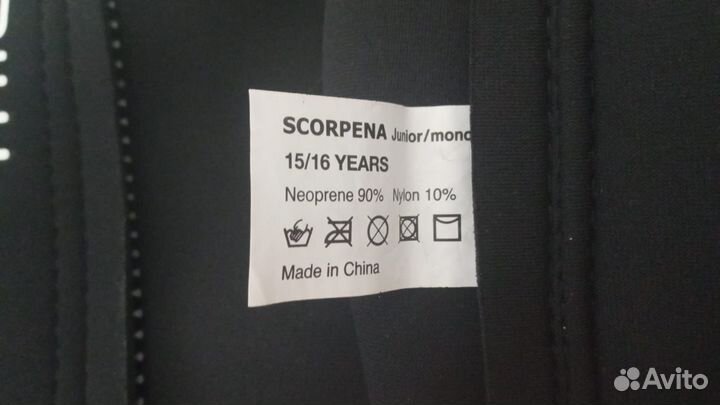 SCORPENA Junior/mono
15/16 YEARS
Neoprene 90% Nylon 10%
Made in China
Avito